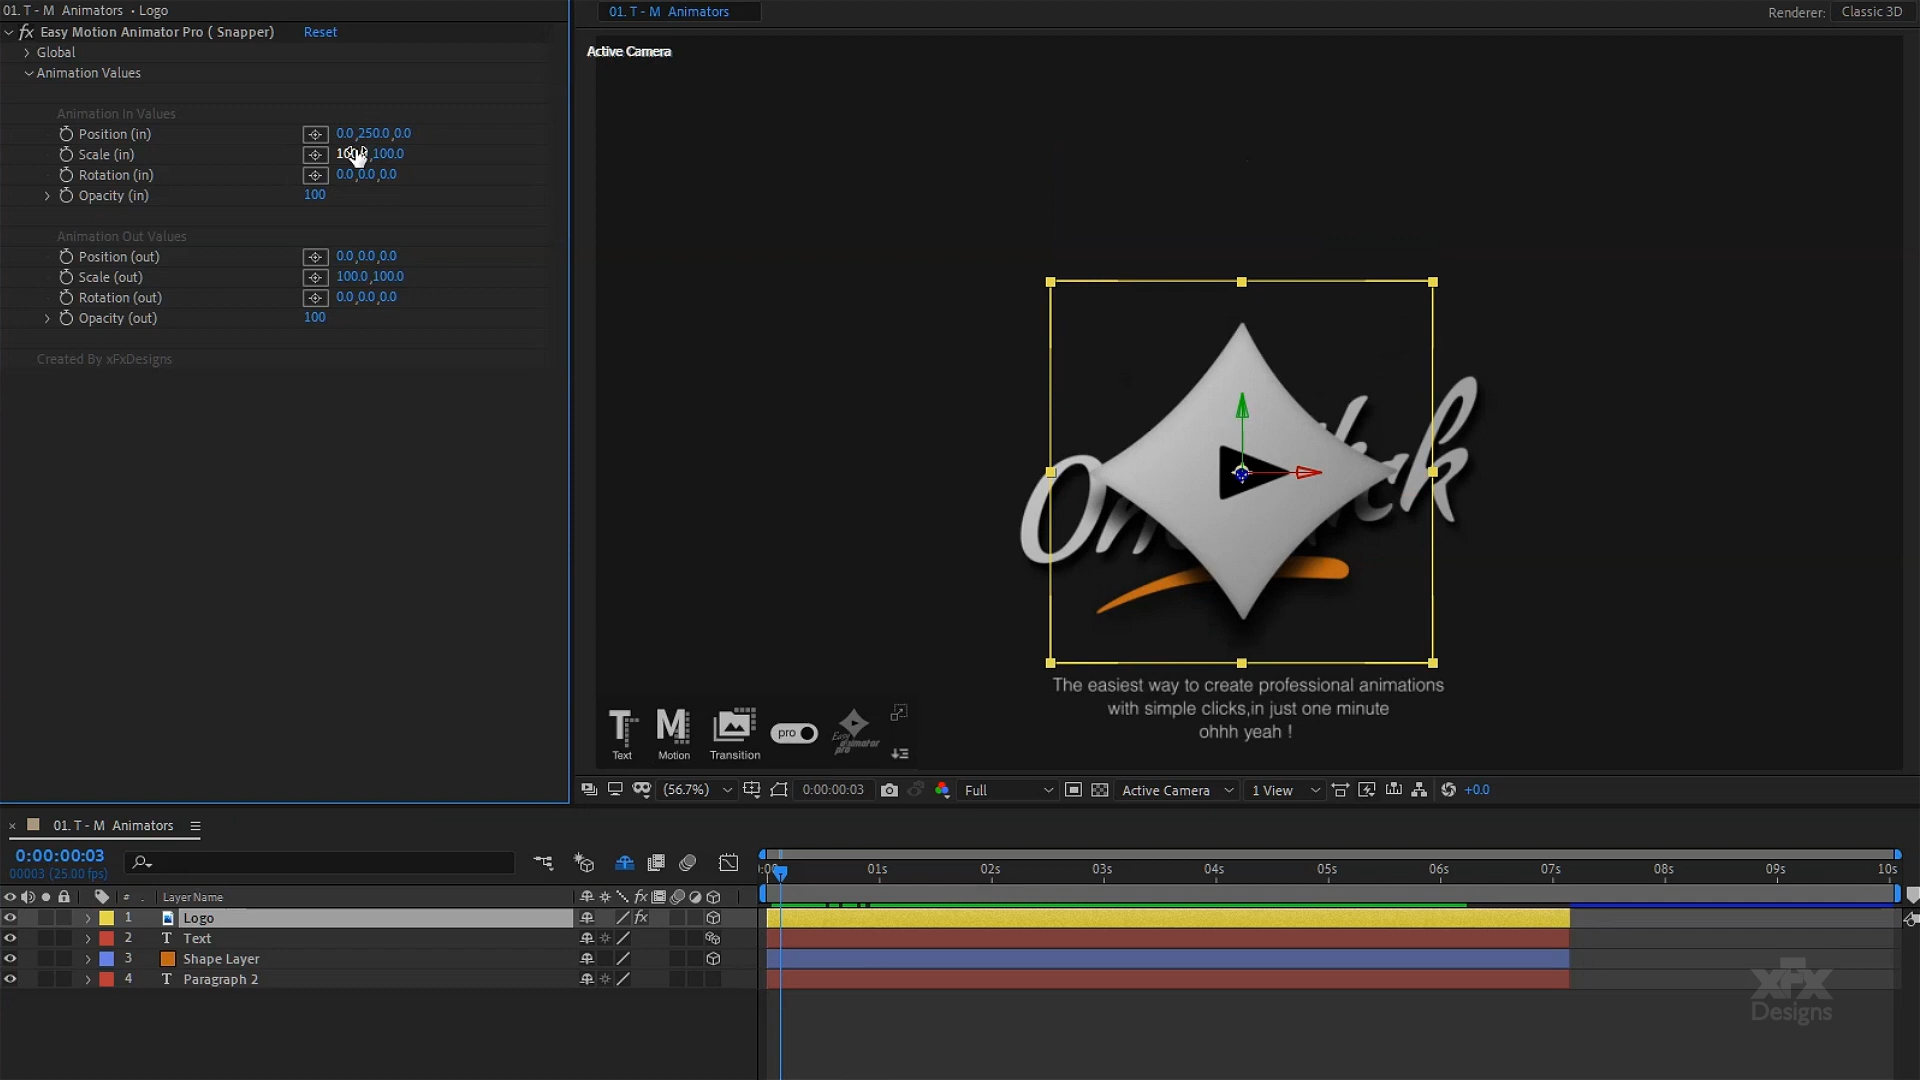 01. T - M Animators • Logo
fx Easy Motion Animator Pro ( Snapper) Reset
Global
Animation Values
Animation In Values
Position (in) 0.0,250.0,0.0
Scale (in) ,100.0
Rotation (in) 0.0,0.0,0.0
Opacity (in) 100
Animation Out Values
Position (out) 0.0,0.0,0.0
Scale (out) 100.0,100.0
Rotation (out) 0.0,0.0,0.0
Opacity (out) 100
Created By xFxDesigns
01. T - M Animators
Renderer: Classic 3D
Active Camera
The easiest way to create professional animations
with simple clicks,in just one minute
ohhh yeah !
T M pro Easy Animator pro
Text Motion Transition
(56.7%) 0:00:00:03 Full Active Camera 1 View +0.0
× 01. T - M Animators
0:00:00:03
00003 (25.00 fps)
01s 02s 03s 04s 05s 06s 07s 08s 09s 10s
# . Layer Name fx
1 Logo fx
2 T Text
3 Shape Layer
4 T Paragraph 2
xFx
Designs